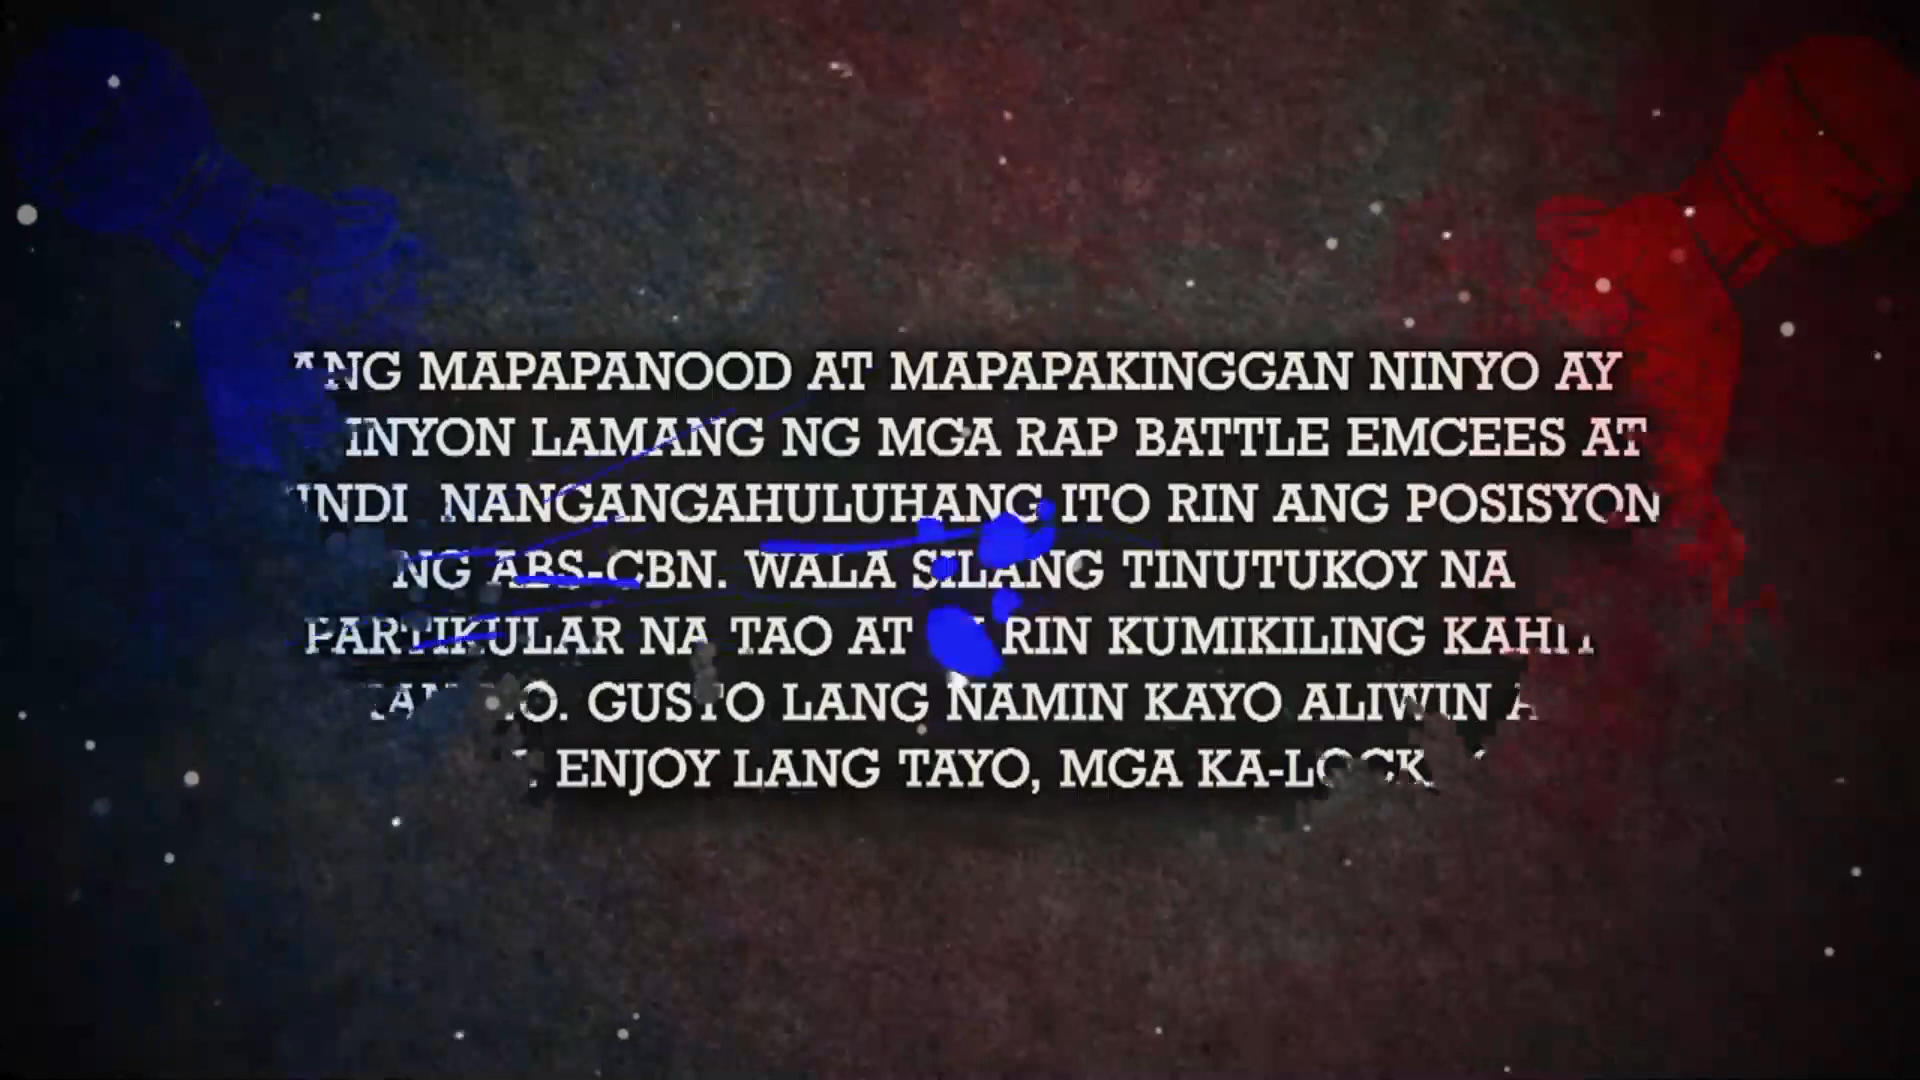 ANG MAPAPANOOD AT MAPAPAKINGGAN NINYO AY
LAMANG NG MGA RAP BATTLE EMCEES AT
NANGANGAHULUHANG ITO RIN ANG POSISYON
NG ABS-CBN. WALA SILANG TINUTUKOY NA
PARTIKULAR NA TAO AT RIN KUMIKILING KAHIT
GUSTO LANG NAMIN KAYO ALIWIN
ENJOY LANG TAYO, MGA